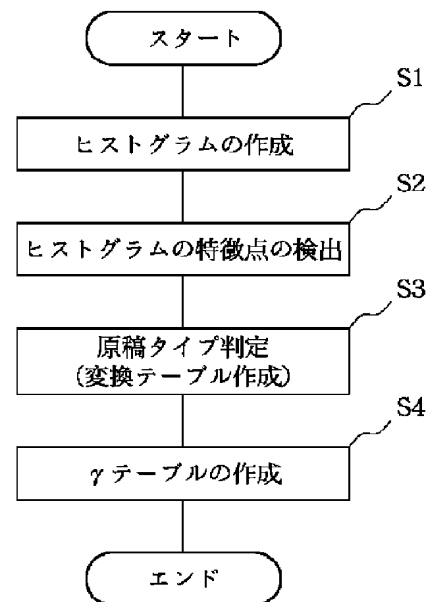 スタート
S1
ヒストグラムの作成
S2
ヒストグラムの特徴点の検出
S3
原稿タイプ判定
(変換テーブル作成)
S4
γテーブルの作成
エンド